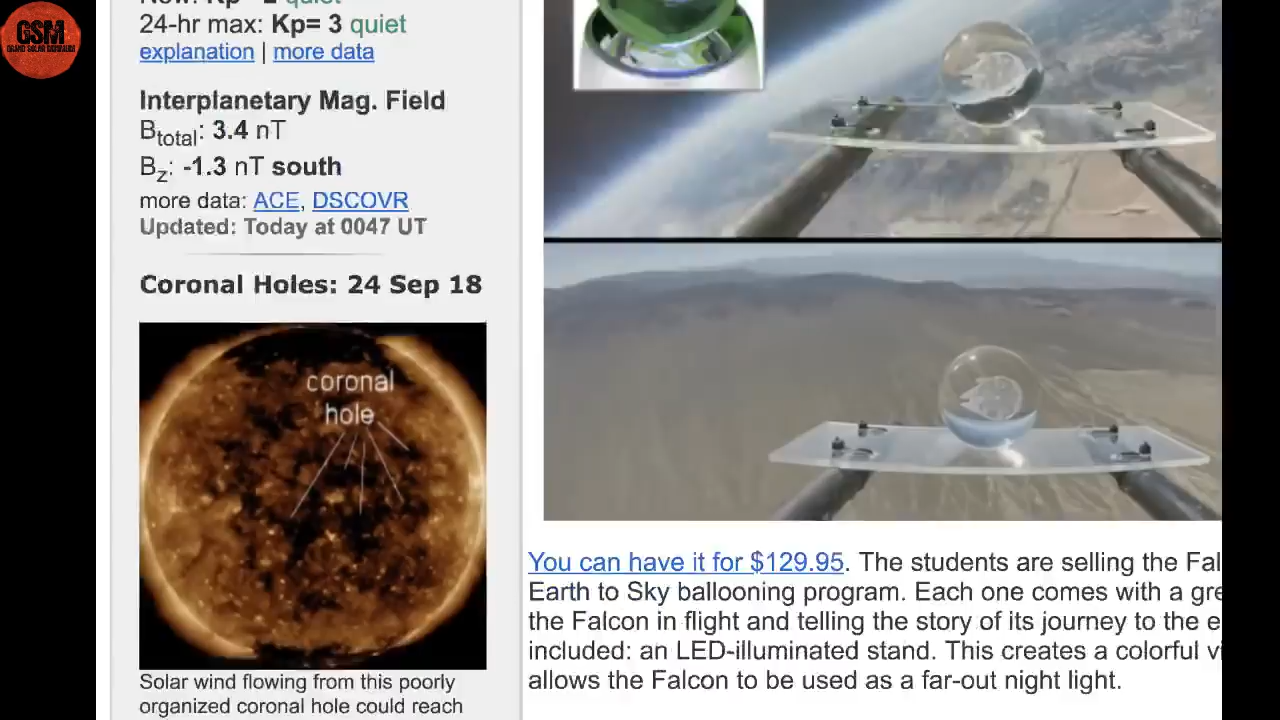 GSM
GRAND SOLAR MINIMUM
24-hr max: Kp= 3 quiet
explanation | more data
Interplanetary Mag. Field
Btotal: 3.4 nT
Bz: -1.3 nT south
more data: ACE, DSCOVR
Updated: Today at 0047 UT
Coronal Holes: 24 Sep 18
coronal
hole
Solar wind flowing from this poorly
organized coronal hole could reach
You can have it for $129.95. The students are selling the Fal
Earth to Sky ballooning program. Each one comes with a gre
the Falcon in flight and telling the story of its journey to the e
included: an LED-illuminated stand. This creates a colorful vi
allows the Falcon to be used as a far-out night light.